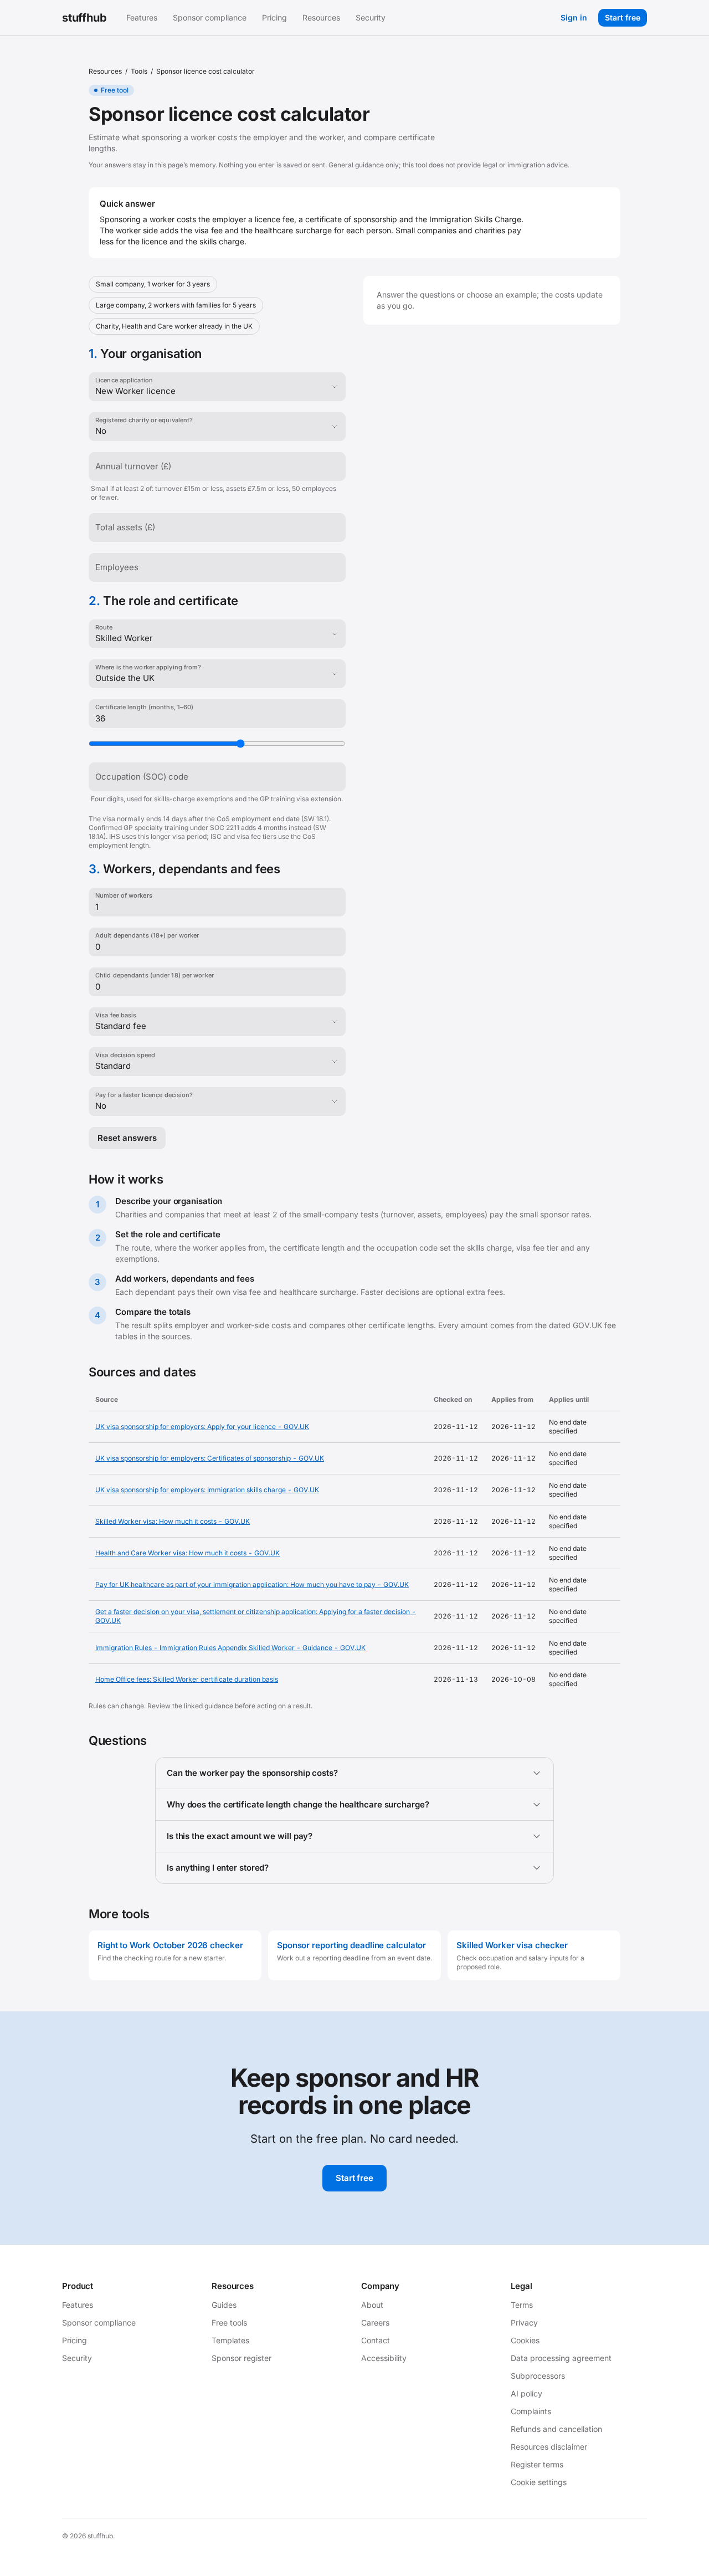 stuffhub Features Sponsor compliance Pricing Resources Security Sign in Start free
Resources / Tools / Sponsor licence cost calculator
Free tool
Sponsor licence cost calculator
Estimate what sponsoring a worker costs the employer and the worker, and compare certificate
lengths.
Your answers stay in this page's memory. Nothing you enter is saved or sent. General guidance only; this tool does not provide legal or immigration advice.
Quick answer
Sponsoring a worker costs the employer a licence fee, a certificate of sponsorship and the Immigration Skills Charge.
The worker side adds the visa fee and the healthcare surcharge for each person. Small companies and charities pay
less for the licence and the skills charge.
Small company, 1 worker for 3 years
Large company, 2 workers with families for 5 years
Charity, Health and Care worker already in the UK
Answer the questions or choose an example; the costs update
as you go.
1. Your organisation
Licence application
New Worker licence
Registered charity or equivalent?
No
Annual turnover (£)
Small if at least 2 of: turnover £15m or less, assets £7.5m or less, 50 employees
or fewer.
Total assets (£)
Employees
2. The role and certificate
Route
Skilled Worker
Where is the worker applying from?
Outside the UK
Certificate length (months, 1–60)
36
Occupation (SOC) code
Four digits, used for skills-charge exemptions and the GP training visa extension.
The visa normally ends 14 days after the CoS employment end date (SW 18.1).
Confirmed GP specialty training under SOC 2211 adds 4 months instead (SW
18.1A). IHS uses this longer visa period; ISC and visa fee tiers use the CoS
employment length.
3. Workers, dependants and fees
Number of workers
1
Adult dependants (18+) per worker
0
Child dependants (under 18) per worker
0
Visa fee basis
Standard fee
Visa decision speed
Standard
Pay for a faster licence decision?
No
Reset answers
How it works
1 Describe your organisation
Charities and companies that meet at least 2 of the small-company tests (turnover, assets, employees) pay the small sponsor rates.
2 Set the role and certificate
The route, where the worker applies from, the certificate length and the occupation code set the skills charge, visa fee tier and any
exemptions.
3 Add workers, dependants and fees
Each dependant pays their own visa fee and healthcare surcharge. Faster decisions are optional extra fees.
4 Compare the totals
The result splits employer and worker-side costs and compares other certificate lengths. Every amount comes from the dated GOV.UK fee
tables in the sources.
Sources and dates
Source Checked on Applies from Applies until
UK visa sponsorship for employers: Apply for your licence - GOV.UK 2026-11-12 2026-11-12 No end date
specified
UK visa sponsorship for employers: Certificates of sponsorship - GOV.UK 2026-11-12 2026-11-12 No end date
specified
UK visa sponsorship for employers: Immigration skills charge - GOV.UK 2026-11-12 2026-11-12 No end date
specified
Skilled Worker visa: How much it costs - GOV.UK 2026-11-12 2026-11-12 No end date
specified
Health and Care Worker visa: How much it costs - GOV.UK 2026-11-12 2026-11-12 No end date
specified
Pay for UK healthcare as part of your immigration application: How much you have to pay - GOV.UK 2026-11-12 2026-11-12 No end date
specified
Get a faster decision on your visa, settlement or citizenship application: Applying for a faster decision -
GOV.UK 2026-11-12 2026-11-12 No end date
specified
Immigration Rules - Immigration Rules Appendix Skilled Worker - Guidance - GOV.UK 2026-11-12 2026-11-12 No end date
specified
Home Office fees: Skilled Worker certificate duration basis 2026-11-13 2026-10-08 No end date
specified
Rules can change. Review the linked guidance before acting on a result.
Questions
Can the worker pay the sponsorship costs?
Why does the certificate length change the healthcare surcharge?
Is this the exact amount we will pay?
Is anything I enter stored?
More tools
Right to Work October 2026 checker
Find the checking route for a new starter.
Sponsor reporting deadline calculator
Work out a reporting deadline from an event date.
Skilled Worker visa checker
Check occupation and salary inputs for a
proposed role.
Keep sponsor and HR
records in one place
Start on the free plan. No card needed.
Start free
Product
Features
Sponsor compliance
Pricing
Security
Resources
Guides
Free tools
Templates
Sponsor register
Company
About
Careers
Contact
Accessibility
Legal
Terms
Privacy
Cookies
Data processing agreement
Subprocessors
AI policy
Complaints
Refunds and cancellation
Resources disclaimer
Register terms
Cookie settings
© 2026 stuffhub.